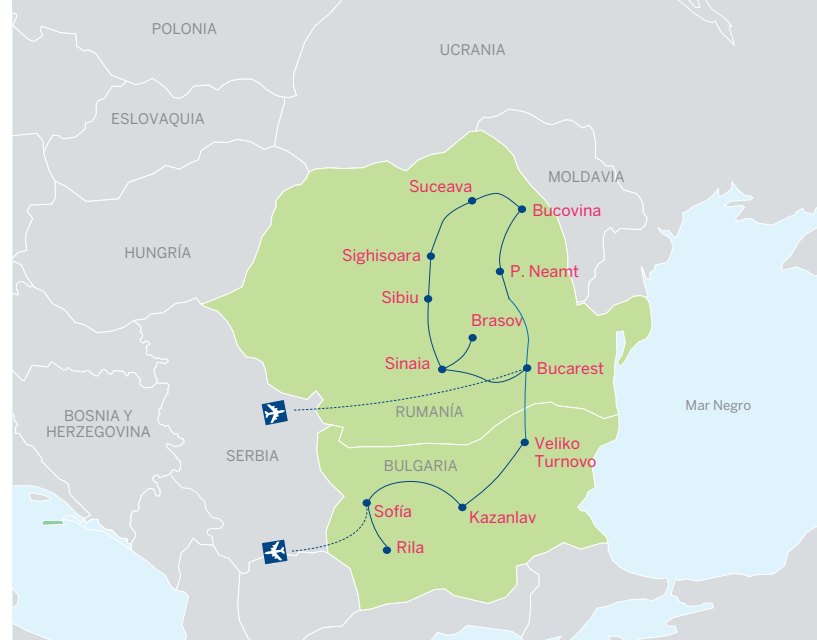 POLONIA
UCRANIA
ESLOVAQUIA
MOLDAVIA
Suceava
Bucovina
HUNGRÍA
Sighisoara
P. Neamt
Sibiu
Brasov
Sinaia
Bucarest
Mar Negro
RUMANÍA
BOSNIA Y
HERZEGOVINA
SERBIA
Veliko
Turnovo
BULGARIA
Sofía
Kazanlav
Rila